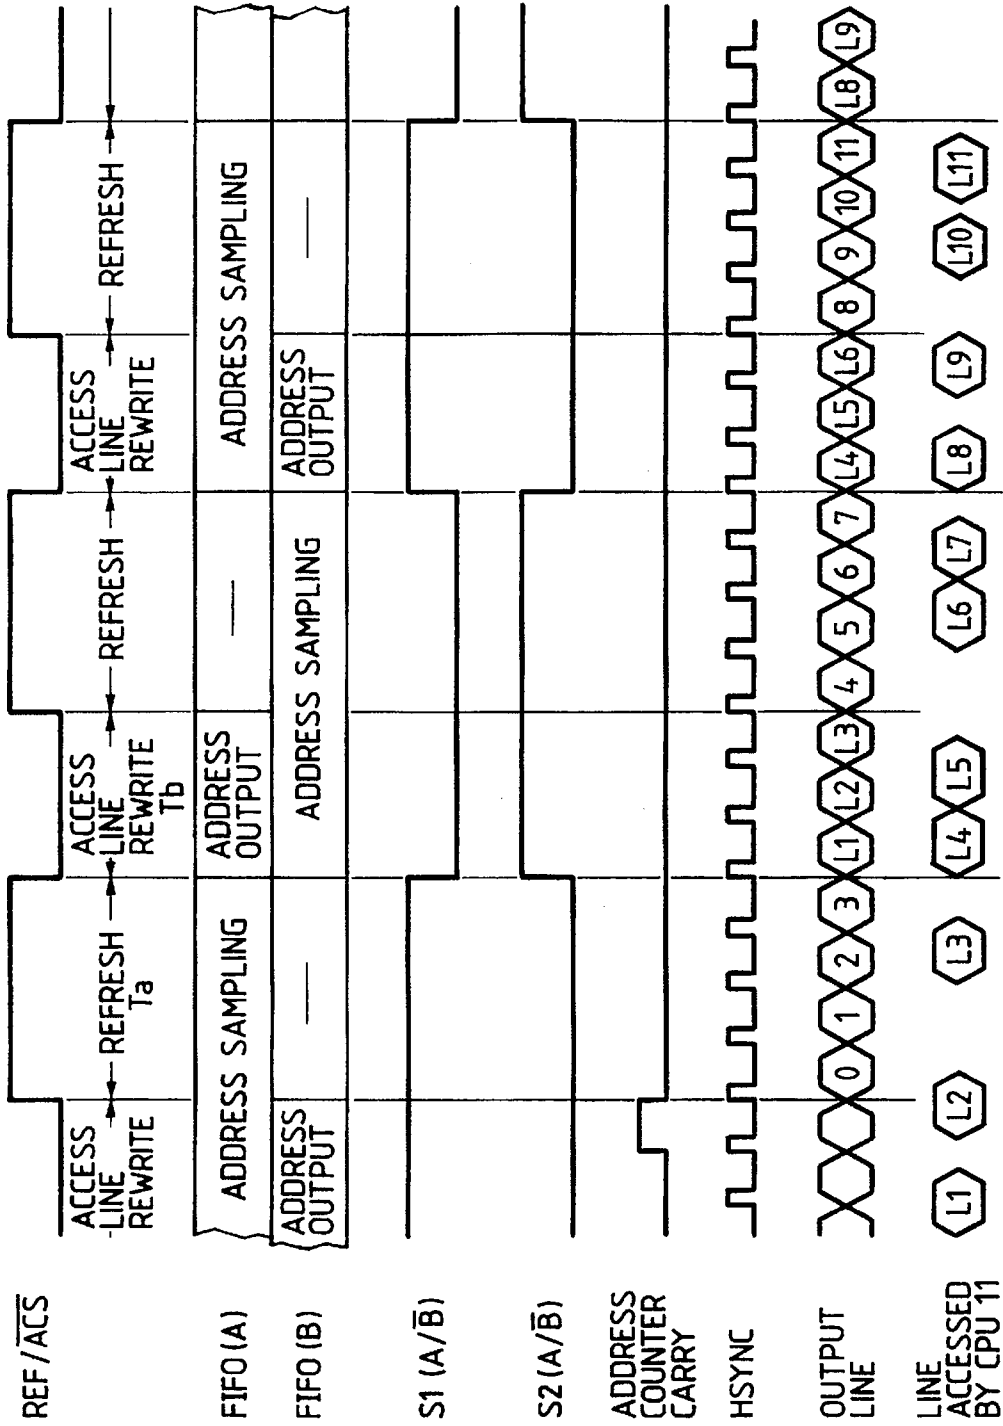 REF/ACS
ACCESS
LINE
REWRITE
REFRESH
Ta
ACCESS
LINE
REWRITE
Tb
REFRESH
ACCESS
LINE
REWRITE
REFRESH
FIFO(A)
ADDRESS SAMPLING
ADDRESS
OUTPUT
—
ADDRESS SAMPLING
FIFO(B)
ADDRESS
OUTPUT
—
ADDRESS SAMPLING
ADDRESS
OUTPUT
—
S1 (A/B)
S2 (A/B)
ADDRESS
COUNTER
CARRY
HSYNC
OUTPUT
LINE
0 1 2 3 L1 L2 L3 4 5 6 7 L4 L5 L6 8 9 10 11 L8 L9
LINE
ACCESSED
BY CPU 11
L1 L2 L3 L4 L5 L6 L7 L8 L9 L10 L11